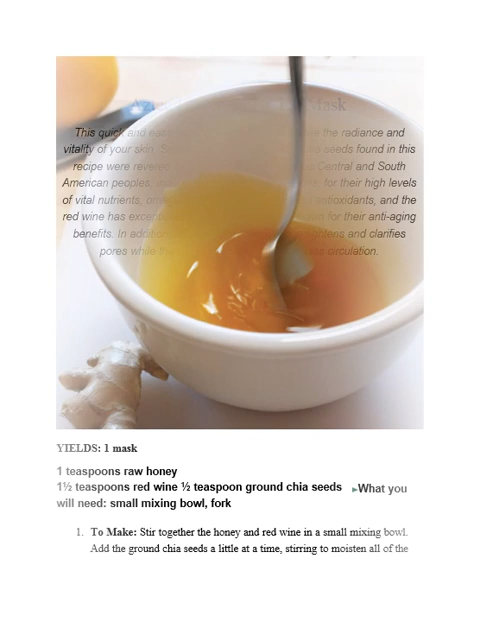 Mask
This quick and ea the radiance and
vitality of your skin. seeds found in this
recipe were revered Central and South
American peoples, for their high levels
of vital nutrients, antioxidants, and the
red wine has for their anti-aging
benefits. In addition and clarifies
pores while circulation.
YIELDS: 1 mask
1 teaspoons raw honey
1½ teaspoons red wine ½ teaspoon ground chia seeds ▸What you
will need: small mixing bowl, fork
1. To Make: Stir together the honey and red wine in a small mixing bowl.
Add the ground chia seeds a little at a time, stirring to moisten all of the